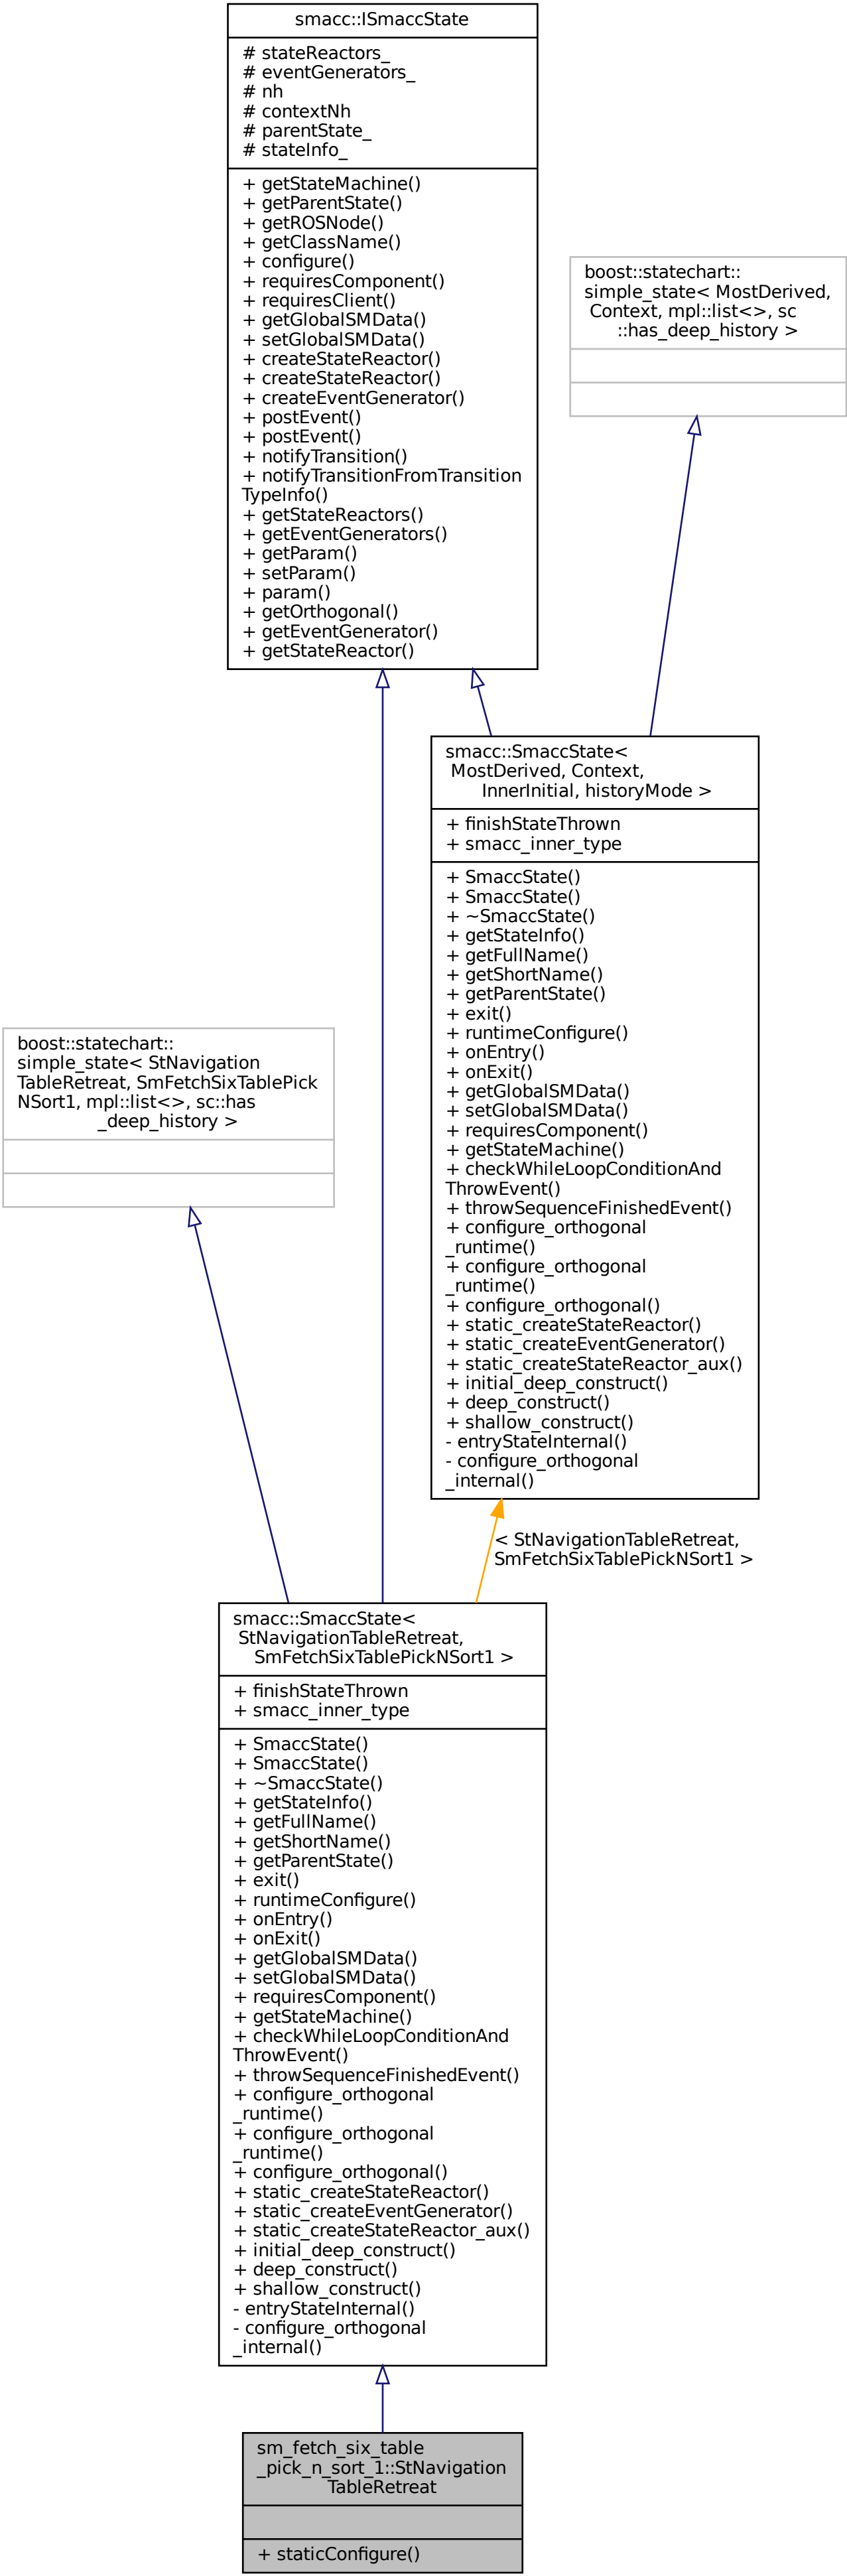 smacc::ISmaccState
# stateReactors_
# eventGenerators_
# nh
# contextNh
# parentState_
# stateInfo_
+ getStateMachine()
+ getParentState()
+ getROSNode()
+ getClassName()
+ configure()
+ requiresComponent()
+ requiresClient()
+ getGlobalSMData()
+ setGlobalSMData()
+ createStateReactor()
+ createStateReactor()
+ createEventGenerator()
+ postEvent()
+ postEvent()
+ notifyTransition()
+ notifyTransitionFromTransition
TypeInfo()
+ getStateReactors()
+ getEventGenerators()
+ getParam()
+ setParam()
+ param()
+ getOrthogonal()
+ getEventGenerator()
+ getStateReactor()
boost::statechart::
simple_state< MostDerived,
Context, mpl::list<>, sc
::has_deep_history >
smacc::SmaccState<
MostDerived, Context,
InnerInitial, historyMode >
+ finishStateThrown
+ smacc_inner_type
+ SmaccState()
+ SmaccState()
+ ~SmaccState()
+ getStateInfo()
+ getFullName()
+ getShortName()
+ getParentState()
+ exit()
+ runtimeConfigure()
+ onEntry()
+ onExit()
+ getGlobalSMData()
+ setGlobalSMData()
+ requiresComponent()
+ getStateMachine()
+ checkWhileLoopConditionAnd
ThrowEvent()
+ throwSequenceFinishedEvent()
+ configure_orthogonal
_runtime()
+ configure_orthogonal
_runtime()
+ configure_orthogonal()
+ static_createStateReactor()
+ static_createEventGenerator()
+ static_createStateReactor_aux()
+ initial_deep_construct()
+ deep_construct()
+ shallow_construct()
- entryStateInternal()
- configure_orthogonal
_internal()
boost::statechart::
simple_state< StNavigation
TableRetreat, SmFetchSixTablePick
NSort1, mpl::list<>, sc::has
_deep_history >
< StNavigationTableRetreat,
SmFetchSixTablePickNSort1 >
smacc::SmaccState<
StNavigationTableRetreat,
SmFetchSixTablePickNSort1 >
+ finishStateThrown
+ smacc_inner_type
+ SmaccState()
+ SmaccState()
+ ~SmaccState()
+ getStateInfo()
+ getFullName()
+ getShortName()
+ getParentState()
+ exit()
+ runtimeConfigure()
+ onEntry()
+ onExit()
+ getGlobalSMData()
+ setGlobalSMData()
+ requiresComponent()
+ getStateMachine()
+ checkWhileLoopConditionAnd
ThrowEvent()
+ throwSequenceFinishedEvent()
+ configure_orthogonal
_runtime()
+ configure_orthogonal
_runtime()
+ configure_orthogonal()
+ static_createStateReactor()
+ static_createEventGenerator()
+ static_createStateReactor_aux()
+ initial_deep_construct()
+ deep_construct()
+ shallow_construct()
- entryStateInternal()
- configure_orthogonal
_internal()
sm_fetch_six_table
_pick_n_sort_1::StNavigation
TableRetreat
+ staticConfigure()